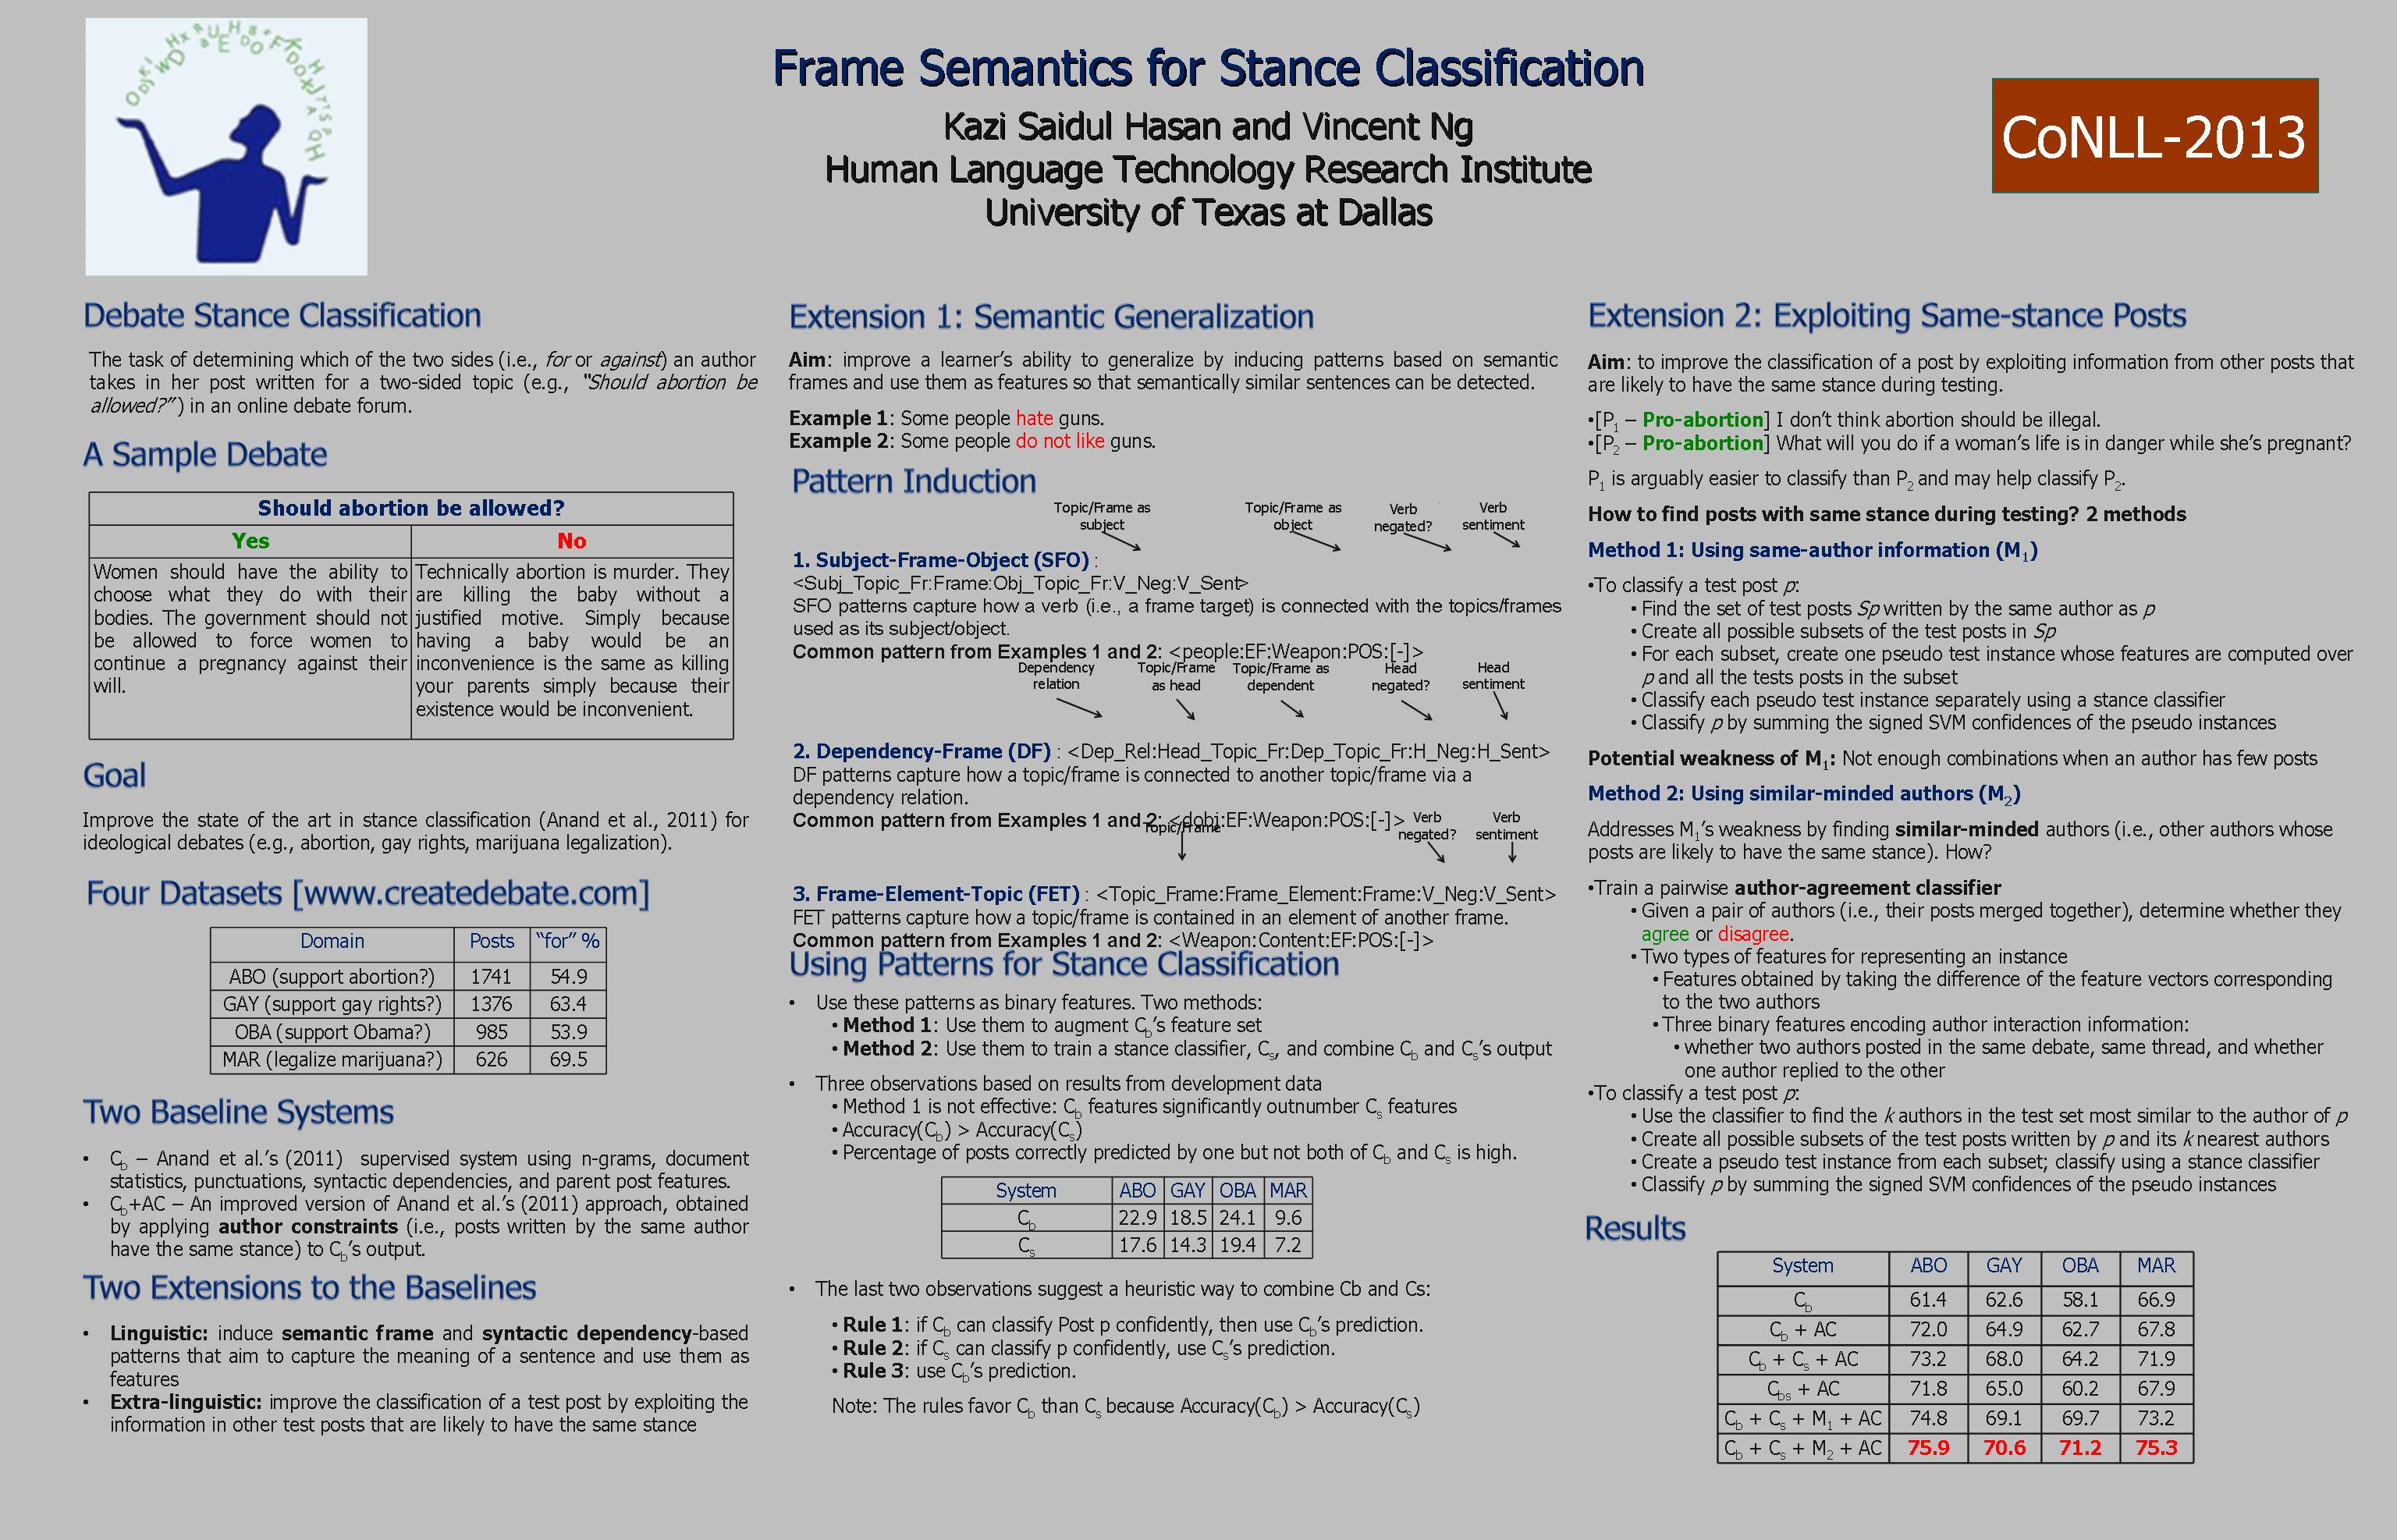 Frame Semantics for Stance Classification
Kazi Saidul Hasan and Vincent Ng
Human Language Technology Research Institute
University of Texas at Dallas
CoNLL-2013
Debate Stance Classification
The task of determining which of the two sides (i.e., for or against) an author
takes in her post written for a two-sided topic (e.g., "Should abortion be
allowed?") in an online debate forum.
A Sample Debate
Should abortion be allowed?
Yes
No
Women should have the ability to
choose what they do with their
bodies. The government should not
be allowed to force women to
continue a pregnancy against their
will.
Technically abortion is murder. They
are killing the baby without a
justified motive. Simply because
having a baby would be an
inconvenience is the same as killing
your parents simply because their
existence would be inconvenient.
Goal
Improve the state of the art in stance classification (Anand et al., 2011) for
ideological debates (e.g., abortion, gay rights, marijuana legalization).
Four Datasets [www.createdebate.com]
Domain Posts "for" %
ABO (support abortion?) 1741 54.9
GAY (support gay rights?) 1376 63.4
OBA (support Obama?) 985 53.9
MAR (legalize marijuana?) 626 69.5
Two Baseline Systems
• Cb – Anand et al.'s (2011) supervised system using n-grams, document
statistics, punctuations, syntactic dependencies, and parent post features.
• Cb+AC – An improved version of Anand et al.'s (2011) approach, obtained
by applying author constraints (i.e., posts written by the same author
have the same stance) to Cb's output.
Two Extensions to the Baselines
• Linguistic: induce semantic frame and syntactic dependency-based
patterns that aim to capture the meaning of a sentence and use them as
features
• Extra-linguistic: improve the classification of a test post by exploiting the
information in other test posts that are likely to have the same stance
Extension 1: Semantic Generalization
Aim: improve a learner's ability to generalize by inducing patterns based on semantic
frames and use them as features so that semantically similar sentences can be detected.
Example 1: Some people hate guns.
Example 2: Some people do not like guns.
Pattern Induction
Topic/Frame as
subject
Topic/Frame as
object
Verb
negated?
Verb
sentiment
1. Subject-Frame-Object (SFO) :
<Subj_Topic_Fr:Frame:Obj_Topic_Fr:V_Neg:V_Sent>
SFO patterns capture how a verb (i.e., a frame target) is connected with the topics/frames
used as its subject/object.
Common pattern from Examples 1 and 2: <people:EF:Weapon:POS:[-]>
Dependency
relation
Topic/Frame
as head
Topic/Frame as
dependent
Head
negated?
Head
sentiment
2. Dependency-Frame (DF) : <Dep_Rel:Head_Topic_Fr:Dep_Topic_Fr:H_Neg:H_Sent>
DF patterns capture how a topic/frame is connected to another topic/frame via a
dependency relation.
Common pattern from Examples 1 and 2: <dobj:EF:Weapon:POS:[-]>
Topic/Frame
Verb
negated?
Verb
sentiment
3. Frame-Element-Topic (FET) : <Topic_Frame:Frame_Element:Frame:V_Neg:V_Sent>
FET patterns capture how a topic/frame is contained in an element of another frame.
Common pattern from Examples 1 and 2: <Weapon:Content:EF:POS:[-]>
Using Patterns for Stance Classification
• Use these patterns as binary features. Two methods:
• Method 1: Use them to augment Cb's feature set
• Method 2: Use them to train a stance classifier, Cs, and combine Cb and Cs's output
• Three observations based on results from development data
• Method 1 is not effective: Cb features significantly outnumber Cs features
• Accuracy(Cb) > Accuracy(Cs)
• Percentage of posts correctly predicted by one but not both of Cb and Cs is high.
System ABO GAY OBA MAR
Cb 22.9 18.5 24.1 9.6
Cs 17.6 14.3 19.4 7.2
• The last two observations suggest a heuristic way to combine Cb and Cs:
• Rule 1: if Cb can classify Post p confidently, then use Cb's prediction.
• Rule 2: if Cs can classify p confidently, use Cs's prediction.
• Rule 3: use Cb's prediction.
Note: The rules favor Cb than Cs because Accuracy(Cb) > Accuracy(Cs)
Extension 2: Exploiting Same-stance Posts
Aim: to improve the classification of a post by exploiting information from other posts that
are likely to have the same stance during testing.
•[P1 – Pro-abortion] I don't think abortion should be illegal.
•[P2 – Pro-abortion] What will you do if a woman's life is in danger while she's pregnant?
P1 is arguably easier to classify than P2 and may help classify P2.
How to find posts with same stance during testing? 2 methods
Method 1: Using same-author information (M1)
•To classify a test post p:
• Find the set of test posts Sp written by the same author as p
• Create all possible subsets of the test posts in Sp
• For each subset, create one pseudo test instance whose features are computed over
p and all the tests posts in the subset
• Classify each pseudo test instance separately using a stance classifier
• Classify p by summing the signed SVM confidences of the pseudo instances
Potential weakness of M1: Not enough combinations when an author has few posts
Method 2: Using similar-minded authors (M2)
Addresses M1's weakness by finding similar-minded authors (i.e., other authors whose
posts are likely to have the same stance). How?
•Train a pairwise author-agreement classifier
• Given a pair of authors (i.e., their posts merged together), determine whether they
agree or disagree.
• Two types of features for representing an instance
• Features obtained by taking the difference of the feature vectors corresponding
to the two authors
• Three binary features encoding author interaction information:
• whether two authors posted in the same debate, same thread, and whether
one author replied to the other
•To classify a test post p:
• Use the classifier to find the k authors in the test set most similar to the author of p
• Create all possible subsets of the test posts written by p and its k nearest authors
• Create a pseudo test instance from each subset; classify using a stance classifier
• Classify p by summing the signed SVM confidences of the pseudo instances
Results
System ABO GAY OBA MAR
Cb 61.4 62.6 58.1 66.9
Cb + AC 72.0 64.9 62.7 67.8
Cb + Cs + AC 73.2 68.0 64.2 71.9
Cbs + AC 71.8 65.0 60.2 67.9
Cb + Cs + M1 + AC 74.8 69.1 69.7 73.2
Cb + Cs + M2 + AC 75.9 70.6 71.2 75.3